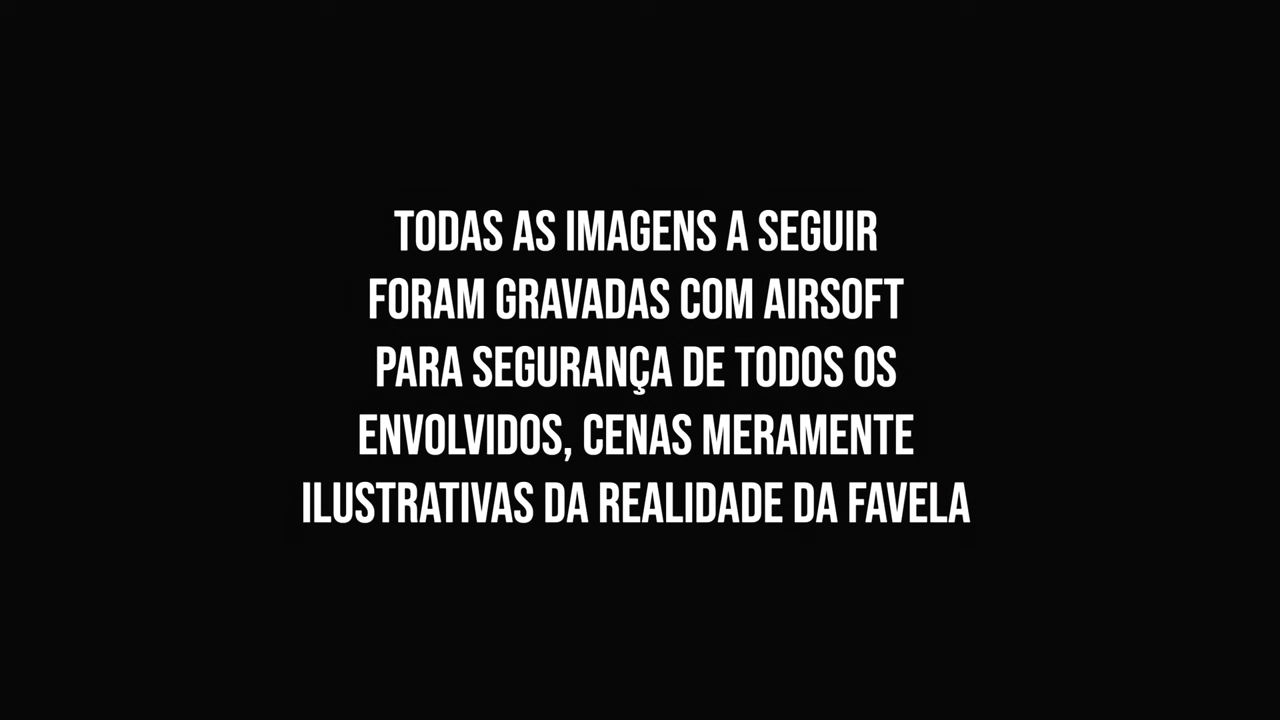 TODAS AS IMAGENS A SEGUIR
FORAM GRAVADAS COM AIRSOFT
PARA SEGURANÇA DE TODOS OS
ENVOLVIDOS, CENAS MERAMENTE
ILUSTRATIVAS DA REALIDADE DA FAVELA